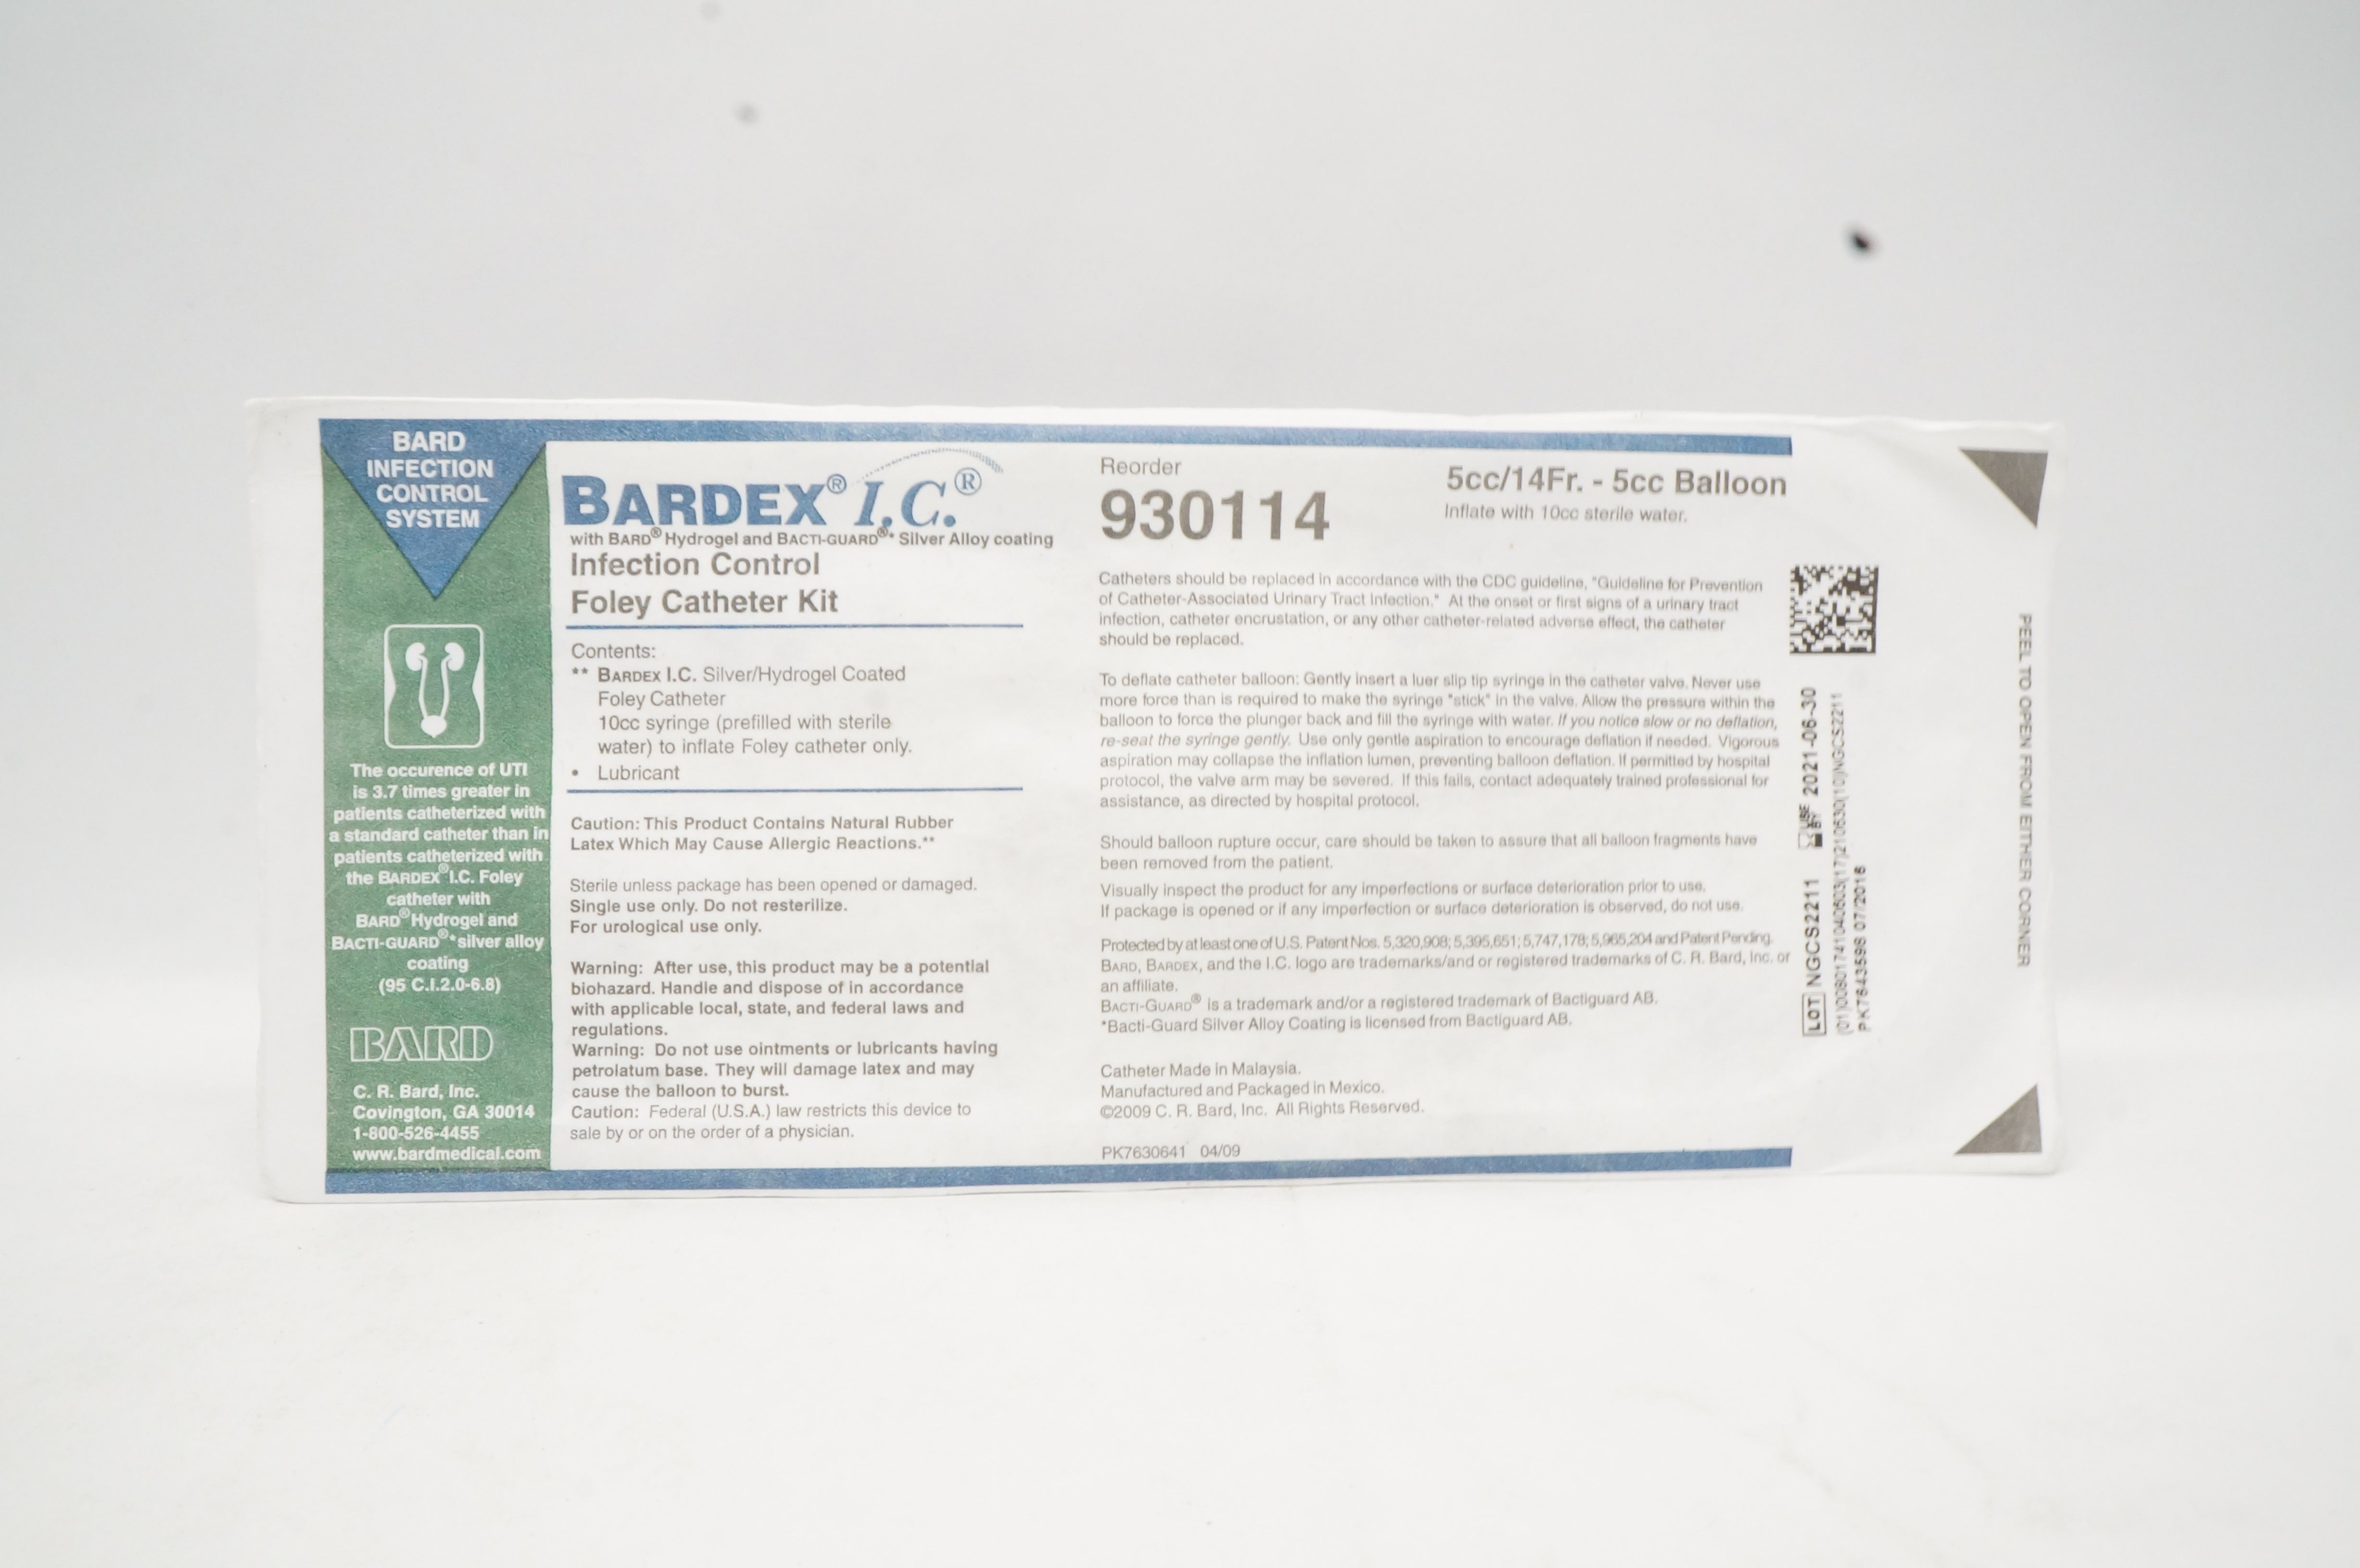 BARD
INFECTION
CONTROL
SYSTEM
The occurence of UTI
is 3.7 times greater in
patients catheterized with
a standard catheter than in
patients catheterized with
the BARDEX® I.C. Foley
catheter with
BARD® Hydrogel and
BACTI-GUARD®* silver alloy
coating
(95 C.I.2.0-6.8)
BARD
C. R. Bard, Inc.
Covington, GA 30014
1-800-526-4455
www.bardmedical.com
BARDEX® I.C.®
with BARD® Hydrogel and BACTI-GUARD®* Silver Alloy coating
Infection Control
Foley Catheter Kit
Contents:
** BARDEX I.C. Silver/Hydrogel Coated
Foley Catheter
10cc syringe (prefilled with sterile
water) to inflate Foley catheter only.
• Lubricant
Caution: This Product Contains Natural Rubber
Latex Which May Cause Allergic Reactions.**
Sterile unless package has been opened or damaged.
Single use only. Do not resterilize.
For urological use only.
Warning: After use, this product may be a potential
biohazard. Handle and dispose of in accordance
with applicable local, state, and federal laws and
regulations.
Warning: Do not use ointments or lubricants having
petrolatum base. They will damage latex and may
cause the balloon to burst.
Caution: Federal (U.S.A.) law restricts this device to
sale by or on the order of a physician.
Reorder
930114
5cc/14Fr. - 5cc Balloon
Inflate with 10cc sterile water.
Catheters should be replaced in accordance with the CDC guideline, "Guideline for Prevention
of Catheter-Associated Urinary Tract Infection." At the onset or first signs of a urinary tract
infection, catheter encrustation, or any other catheter-related adverse effect, the catheter
should be replaced.
To deflate catheter balloon: Gently insert a luer slip tip syringe in the catheter valve. Never use
more force than is required to make the syringe "stick" in the valve. Allow the pressure within the
balloon to force the plunger back and fill the syringe with water. If you notice slow or no deflation,
re-seat the syringe gently. Use only gentle aspiration to encourage deflation if needed. Vigorous
aspiration may collapse the inflation lumen, preventing balloon deflation. If permitted by hospital
protocol, the valve arm may be severed. If this fails, contact adequately trained professional for
assistance, as directed by hospital protocol.
Should balloon rupture occur, care should be taken to assure that all balloon fragments have
been removed from the patient.
Visually inspect the product for any imperfections or surface deterioration prior to use.
If package is opened or if any imperfection or surface deterioration is observed, do not use.
Protected by at least one of U.S. Patent Nos. 5,320,908; 5,395,651; 5,747,178; 5,965,204 and Patent Pending.
BARD, BARDEX, and the I.C. logo are trademarks/and or registered trademarks of C. R. Bard, Inc. or
an affiliate.
BACTI-GUARD® is a trademark and/or a registered trademark of Bactiguard AB.
*Bacti-Guard Silver Alloy Coating is licensed from Bactiguard AB.
Catheter Made in Malaysia.
Manufactured and Packaged in Mexico.
©2009 C. R. Bard, Inc. All Rights Reserved.
PK7630641 04/09
LOT NGCS2211 USE BY 2021-06-30
(01)00801741040603(17)210630(10)NGCS2211
PK7643598 07/2016
PEEL TO OPEN FROM EITHER CORNER